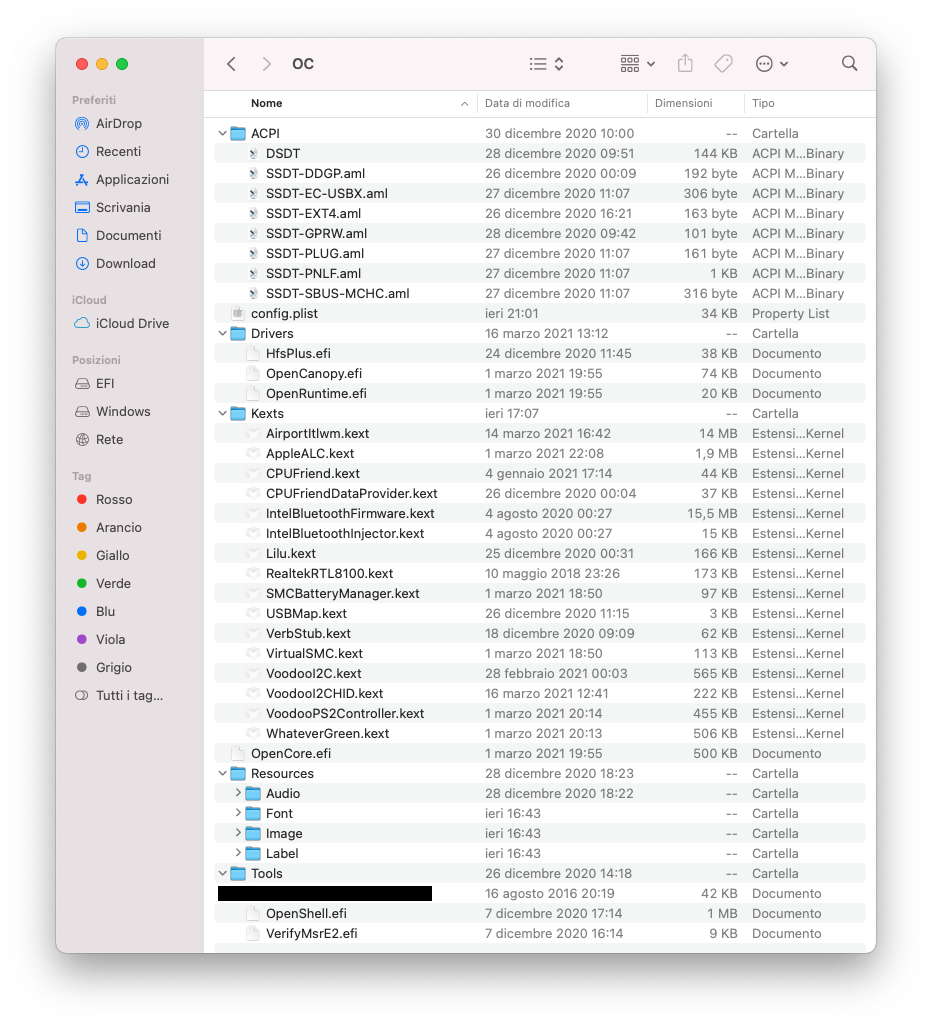 OC
Preferiti
AirDrop
Recenti
Applicazioni
Scrivania
Documenti
Download
iCloud
iCloud Drive
Posizioni
EFI
Windows
Rete
Tag
Rosso
Arancio
Giallo
Verde
Blu
Viola
Grigio
Tutti i tag...
Nome Data di modifica Dimensioni Tipo
ACPI 30 dicembre 2020 10:00 -- Cartella
DSDT 28 dicembre 2020 09:51 144 KB ACPI M...Binary
SSDT-DDGP.aml 26 dicembre 2020 00:09 192 byte ACPI M...Binary
SSDT-EC-USBX.aml 27 dicembre 2020 11:07 306 byte ACPI M...Binary
SSDT-EXT4.aml 26 dicembre 2020 16:21 163 byte ACPI M...Binary
SSDT-GPRW.aml 28 dicembre 2020 09:42 101 byte ACPI M...Binary
SSDT-PLUG.aml 27 dicembre 2020 11:07 161 byte ACPI M...Binary
SSDT-PNLF.aml 27 dicembre 2020 11:07 1 KB ACPI M...Binary
SSDT-SBUS-MCHC.aml 27 dicembre 2020 11:07 316 byte ACPI M...Binary
config.plist ieri 21:01 34 KB Property List
Drivers 16 marzo 2021 13:12 -- Cartella
HfsPlus.efi 24 dicembre 2020 11:45 38 KB Documento
OpenCanopy.efi 1 marzo 2021 19:55 74 KB Documento
OpenRuntime.efi 1 marzo 2021 19:55 20 KB Documento
Kexts ieri 17:07 -- Cartella
AirportItlwm.kext 14 marzo 2021 16:42 14 MB Estensi...Kernel
AppleALC.kext 1 marzo 2021 22:08 1,9 MB Estensi...Kernel
CPUFriend.kext 4 gennaio 2021 17:14 44 KB Estensi...Kernel
CPUFriendDataProvider.kext 26 dicembre 2020 00:04 37 KB Estensi...Kernel
IntelBluetoothFirmware.kext 4 agosto 2020 00:27 15,5 MB Estensi...Kernel
IntelBluetoothInjector.kext 4 agosto 2020 00:27 15 KB Estensi...Kernel
Lilu.kext 25 dicembre 2020 00:31 166 KB Estensi...Kernel
RealtekRTL8100.kext 10 maggio 2018 23:26 173 KB Estensi...Kernel
SMCBatteryManager.kext 1 marzo 2021 18:50 97 KB Estensi...Kernel
USBMap.kext 26 dicembre 2020 11:15 3 KB Estensi...Kernel
VerbStub.kext 18 dicembre 2020 09:09 62 KB Estensi...Kernel
VirtualSMC.kext 1 marzo 2021 18:50 113 KB Estensi...Kernel
VoodooI2C.kext 28 febbraio 2021 00:03 565 KB Estensi...Kernel
VoodooI2CHID.kext 16 marzo 2021 12:41 222 KB Estensi...Kernel
VoodooPS2Controller.kext 1 marzo 2021 20:14 455 KB Estensi...Kernel
WhateverGreen.kext 1 marzo 2021 20:13 506 KB Estensi...Kernel
OpenCore.efi 1 marzo 2021 19:55 500 KB Documento
Resources 28 dicembre 2020 18:23 -- Cartella
Audio 28 dicembre 2020 18:22 -- Cartella
Font ieri 16:43 -- Cartella
Image ieri 16:43 -- Cartella
Label ieri 16:43 -- Cartella
Tools 26 dicembre 2020 14:18 -- Cartella
16 agosto 2016 20:19 42 KB Documento
OpenShell.efi 7 dicembre 2020 17:14 1 MB Documento
VerifyMsrE2.efi 7 dicembre 2020 16:14 9 KB Documento